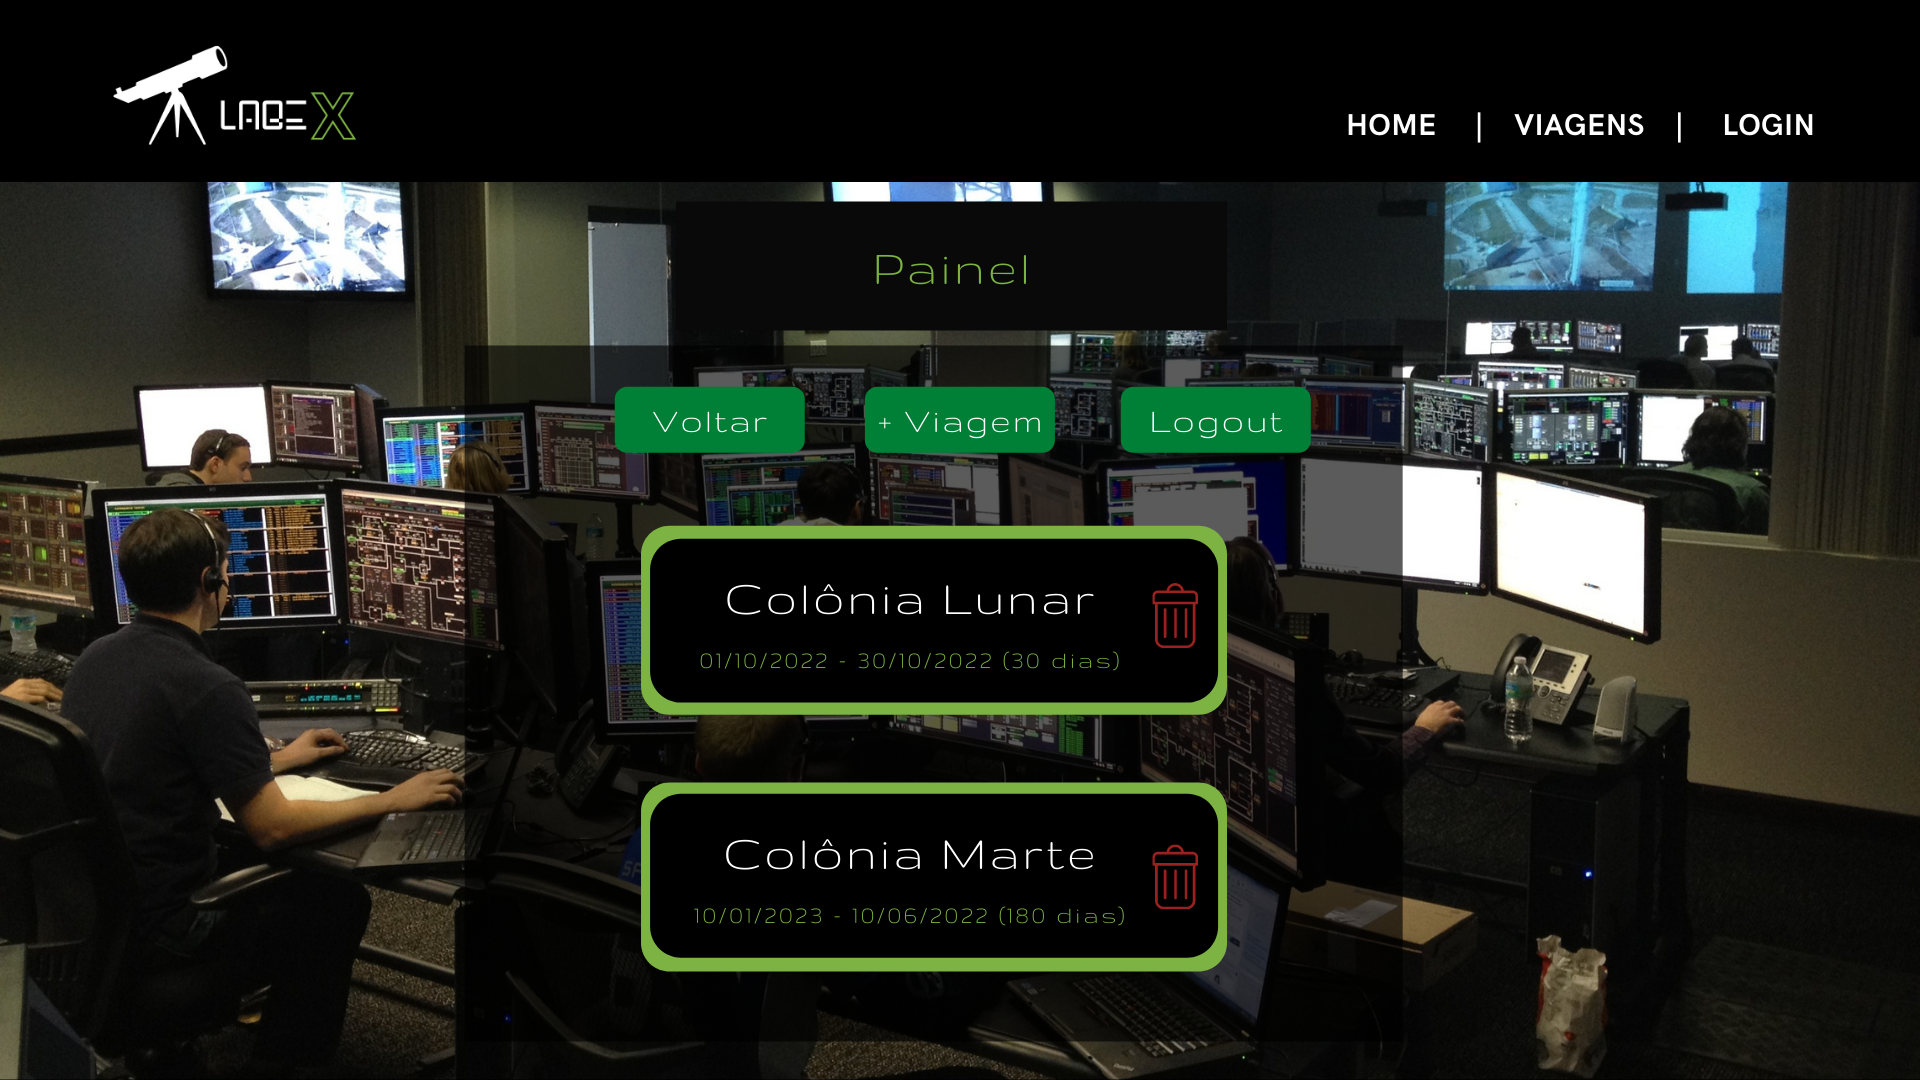 LABEX
HOME | VIAGENS | LOGIN
Painel
Voltar
+ Viagem
Logout
Colônia Lunar
01/10/2022 - 30/10/2022 (30 dias)
Colônia Marte
10/01/2023 - 10/06/2022 (180 dias)